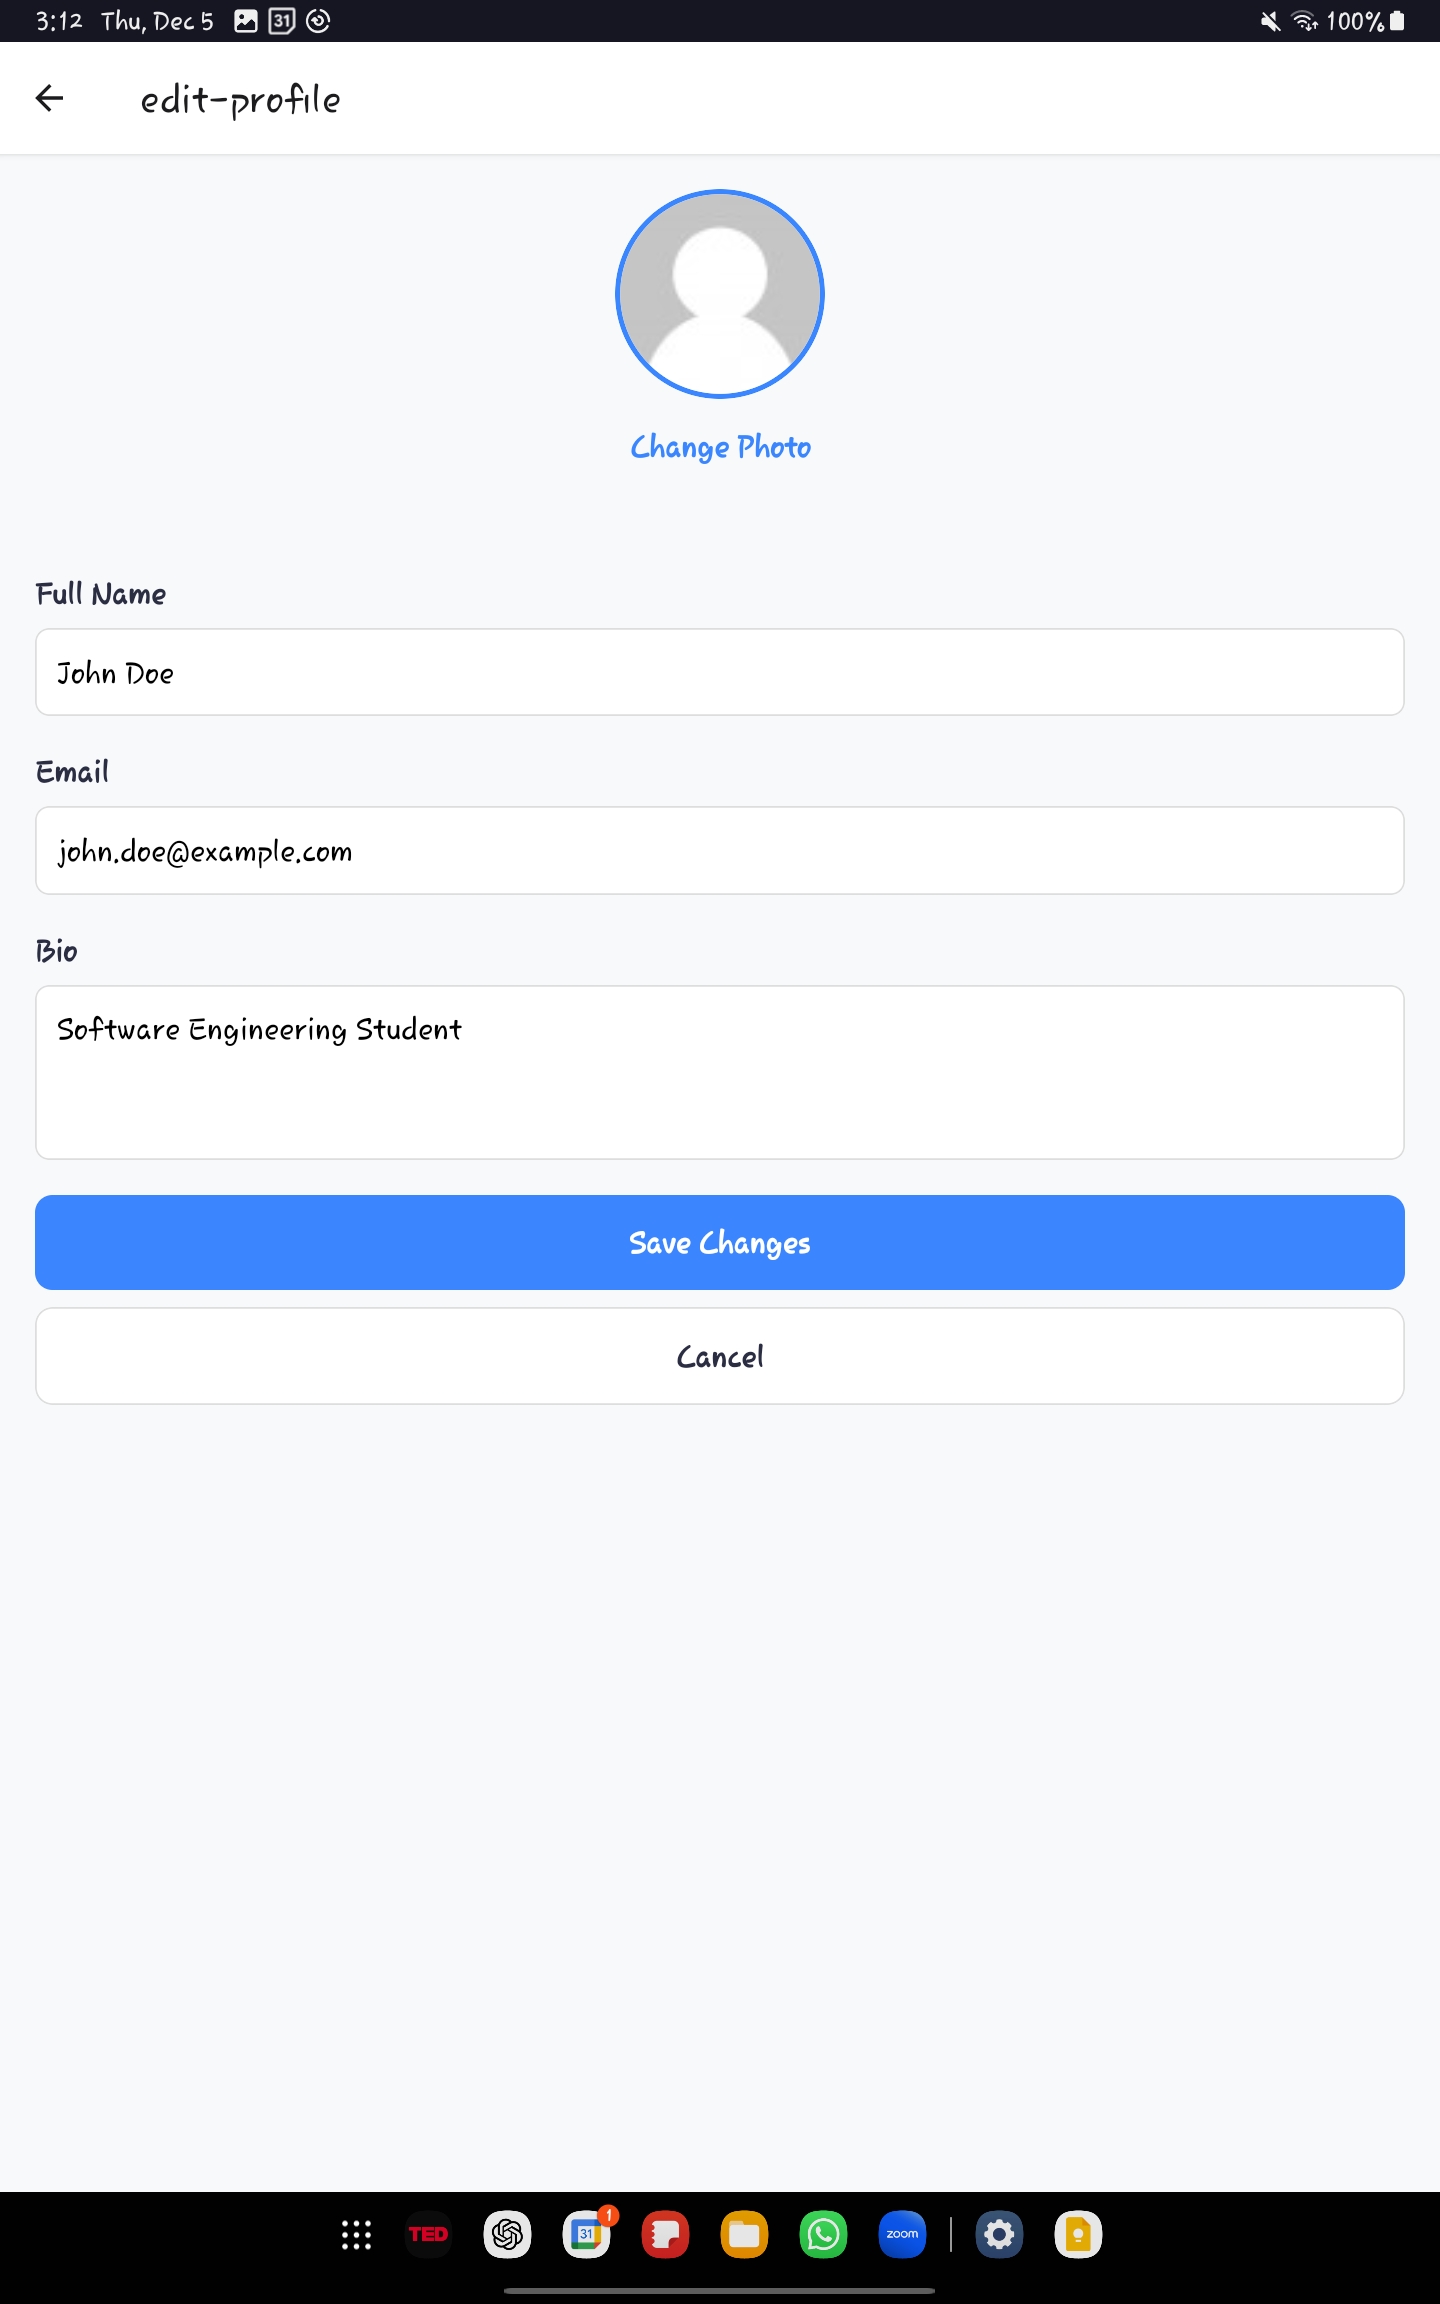 3:12 Thu, Dec 5 31 100%
edit-profile
Change Photo
Full Name
John Doe
Email
john.doe@example.com
Bio
Software Engineering Student
Save Changes
Cancel
TED 31 1 zoom